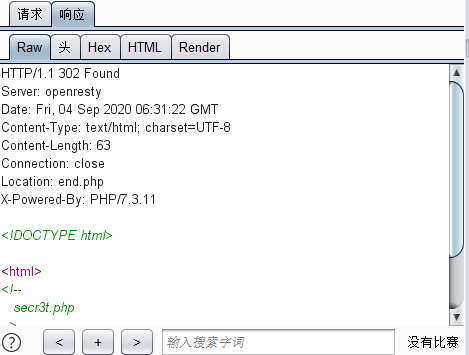 请求 响应
Raw 头 Hex HTML Render
HTTP/1.1 302 Found
Server: openresty
Date: Fri, 04 Sep 2020 06:31:22 GMT
Content-Type: text/html; charset=UTF-8
Content-Length: 63
Connection: close
Location: end.php
X-Powered-By: PHP/7.3.11
<!DOCTYPE html>
<html>
<!--
secr3t.php
>
? < + > 输入搜索字词 没有比赛